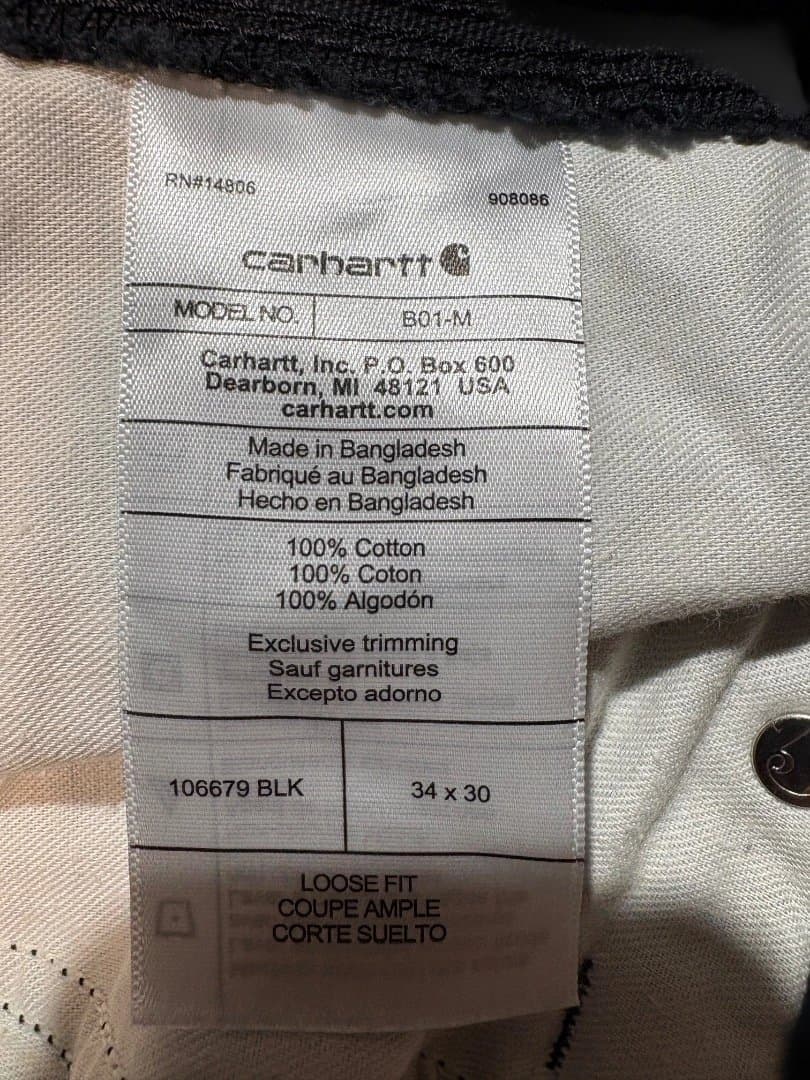 RN#14806
908086
carhartt
MODEL NO. B01-M
Carhartt, Inc. P.O. Box 600
Dearborn, MI 48121 USA
carhartt.com
Made in Bangladesh
Fabriqué au Bangladesh
Hecho en Bangladesh
100% Cotton
100% Coton
100% Algodón
Exclusive trimming
Sauf garnitures
Excepto adorno
106679 BLK 34 x 30
LOOSE FIT
COUPE AMPLE
CORTE SUELTO